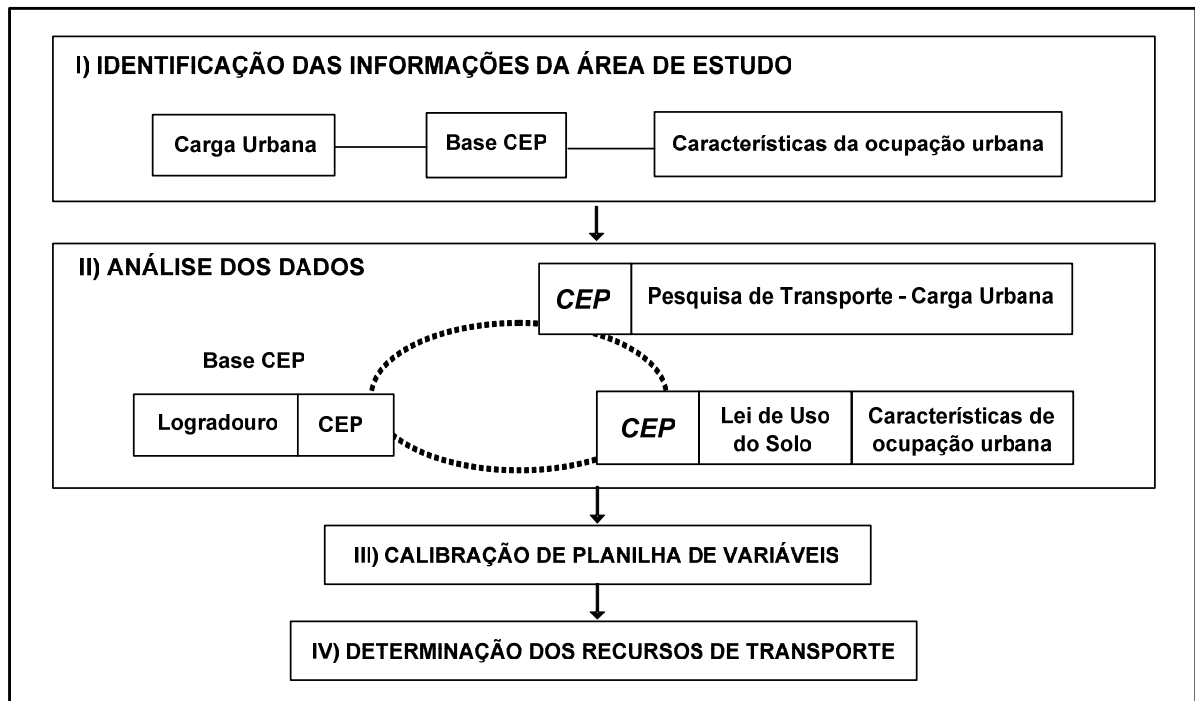 I) IDENTIFICAÇÃO DAS INFORMAÇÕES DA ÁREA DE ESTUDO
Carga Urbana
Base CEP
Características da ocupação urbana
II) ANÁLISE DOS DADOS
CEP
Pesquisa de Transporte - Carga Urbana
Base CEP
Logradouro
CEP
CEP
Lei de Uso
do Solo
Características de
ocupação urbana
III) CALIBRAÇÃO DE PLANILHA DE VARIÁVEIS
IV) DETERMINAÇÃO DOS RECURSOS DE TRANSPORTE